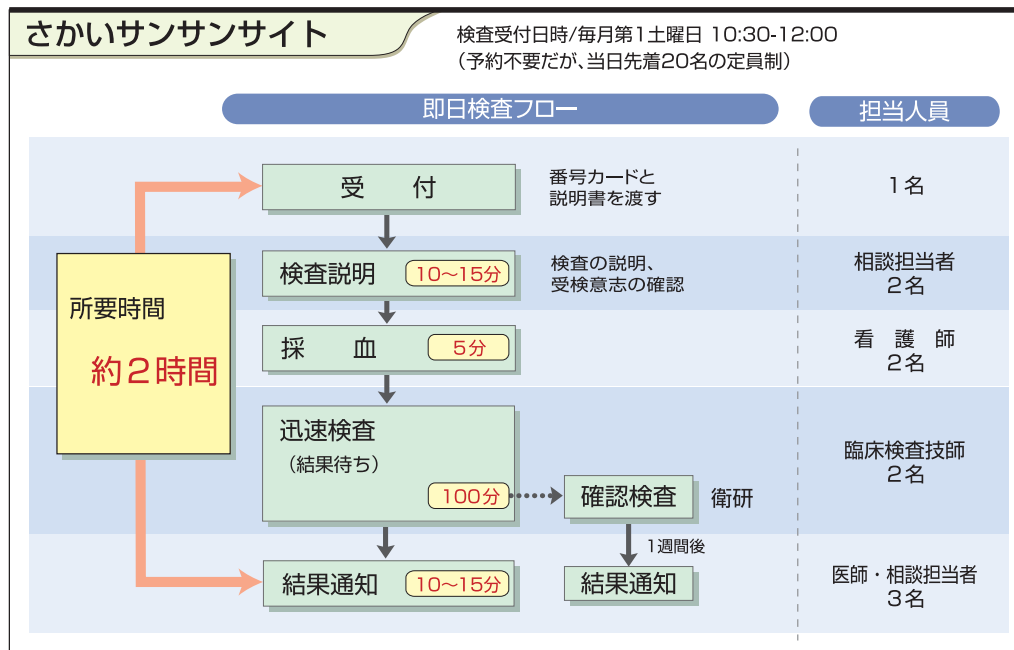 さかいサンサンサイト
検査受付日時/毎月第1土曜日 10:30-12:00
(予約不要だが、当日先着20名の定員制)
即日検査フロー
担当人員
受 付
番号カードと
説明書を渡す
1名
検査説明 10〜15分
検査の説明、
受検意志の確認
相談担当者
2名
所要時間
約2時間
採 血 5分
看 護 師
2名
迅速検査
(結果待ち)
100分
確認検査 衛研
臨床検査技師
2名
1週間後
結果通知 10〜15分
結果通知
医師・相談担当者
3名